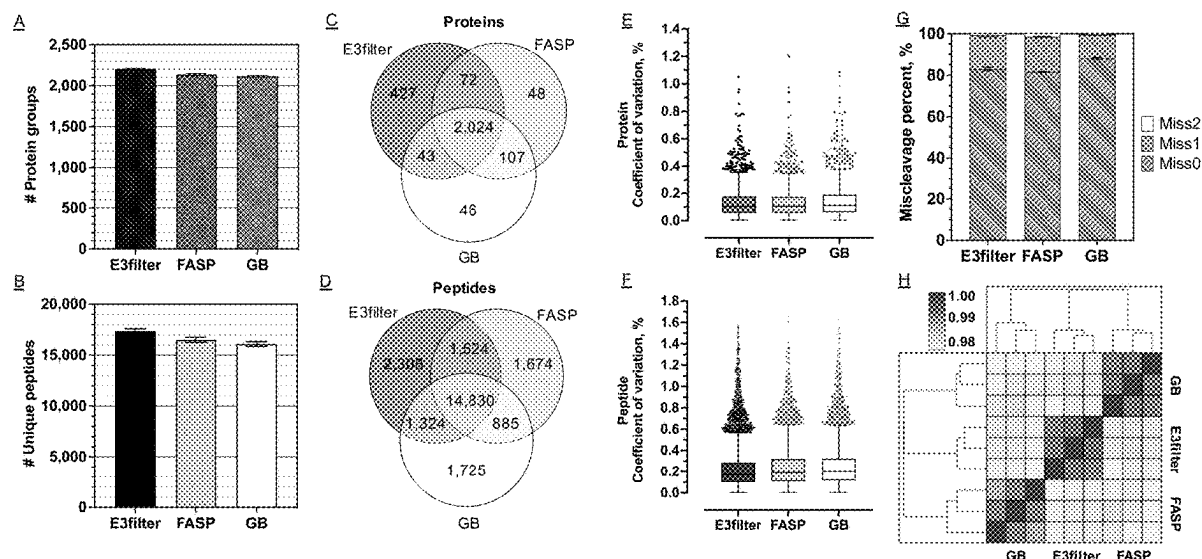 A
# Protein groups
2,500
2,000
1,500
1,000
500
0
E3filter FASP GB
B
# Unique peptides
20,000
15,000
10,000
5,000
0
E3filter FASP GB
C
Proteins
E3filter
FASP
72
48
2,024
43
107
46
GB
D
Peptides
E3filter
FASP
1,524
1,674
14,830
1,324
885
1,725
GB
E
Protein
Coefficient of variation, %
1.4
1.2
1.0
0.8
0.6
0.4
0.2
0.0
E3filter FASP GB
F
Peptide
Coefficient of variation, %
1.8
1.6
1.4
1.2
1.0
0.8
0.6
0.4
0.2
0.0
E3filter FASP GB
G
Miscleavage percent, %
100
80
60
40
20
0
E3filter FASP GB
Miss2
Miss1
Miss0
H
1.00
0.99
0.98
GB
E3filter
FASP
GB E3filter FASP